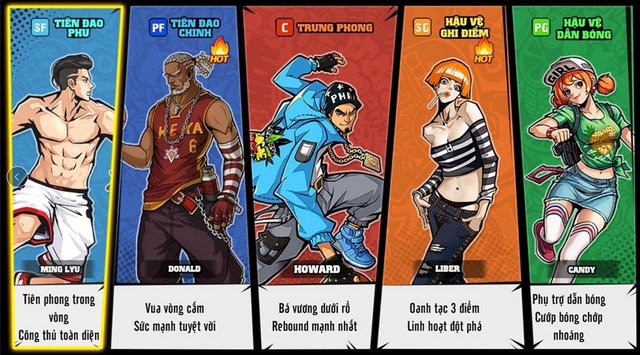 SF TIỀN ĐẠO PHỤ
PF TIỀN ĐẠO CHÍNH
HOT
C TRUNG PHONG
SG HẬU VỆ GHI ĐIỂM
HOT
PG HẬU VỆ DẪN BÓNG
PHI
GIRL
6
MING LYU
DONALD
HOWARD
LIBER
CANDY
Tiên phong trong
vòng
Công thủ toàn diện
Vua vòng cấm
Sức mạnh tuyệt vời
Bá vương dưới rổ
Rebound mạnh nhất
Oanh tạc 3 điểm
Linh hoạt đột phá
Phụ trợ dẫn bóng
Cướp bóng chớp
nhoáng